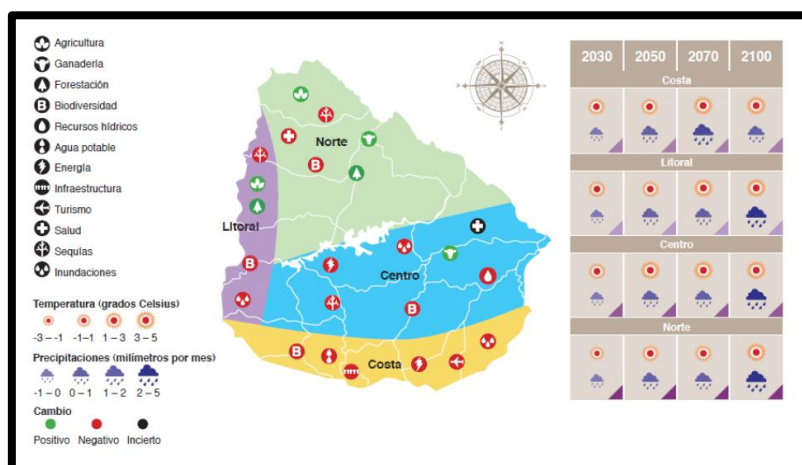 Agricultura
Ganadería
Forestación
B Biodiversidad
Recursos hídricos
Agua potable
Energía
Infraestructura
Turismo
Salud
Sequías
Inundaciones
Temperatura (grados Celsius)
-3 – -1 -1–1 1 – 3 3 – 5
Precipitaciones (milímetros por mes)
-1 – 0 0-1 1 – 2 2 – 5
Cambio
Positivo Negativo Incierto
Norte
B
Litoral
B
Centro
B
B
Costa
2030 2050 2070 2100
Costa
Litoral
Centro
Norte